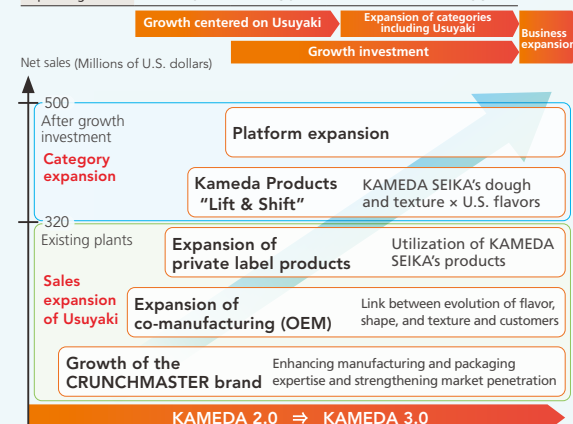 Growth centered on Usuyaki
Expansion of categories
including Usuyaki
Business
expansion
Growth investment
Net sales (Millions of U.S. dollars)
500
After growth
investment
Category
expansion
Platform expansion
Kameda Products
“Lift & Shift”
KAMEDA SEIKA’s dough
and texture × U.S. flavors
320
Existing plants
Sales
expansion
of Usuyaki
Expansion of
private label products
Utilization of KAMEDA
SEIKA’s products
Expansion of
co-manufacturing (OEM)
Link between evolution of flavor,
shape, and texture and customers
Growth of the
CRUNCHMASTER brand
Enhancing manufacturing and packaging
expertise and strengthening market penetration
KAMEDA 2.0 ⇒ KAMEDA 3.0